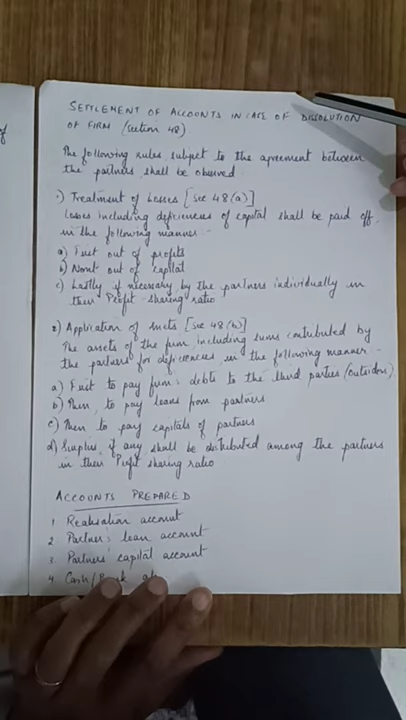 of
SETTLEMENT OF ACCOUNTS IN CASE OF DISSOLUTION
OF FIRM (Section 48)
The following rules subject to the agreement between
the partners shall be observed
1) Treatment of Losses [Sec 48(a)]
Losses including deficiencies of capital shall be paid off
in the following manner -
a) First out of profits
b) Next out of capital
c) Lastly if necessary by the partners individually in
their Profit-sharing ratio
2) Application of Assets [Sec 48(b)]
The assets of the firm, including sums contributed by
the partners for deficiencies in the following manner -
a) First to pay firm's debts to the third parties (outsiders)
b) Then, to pay loans from partners
c) Then to pay capitals of partners
d) Surplus, if any shall be distributed among the partners
in their Profit sharing ratio
ACCOUNTS PREPARED
1 Realisation account
2. Partner's loan account
3. Partners' capital account
4. Cash/Bank